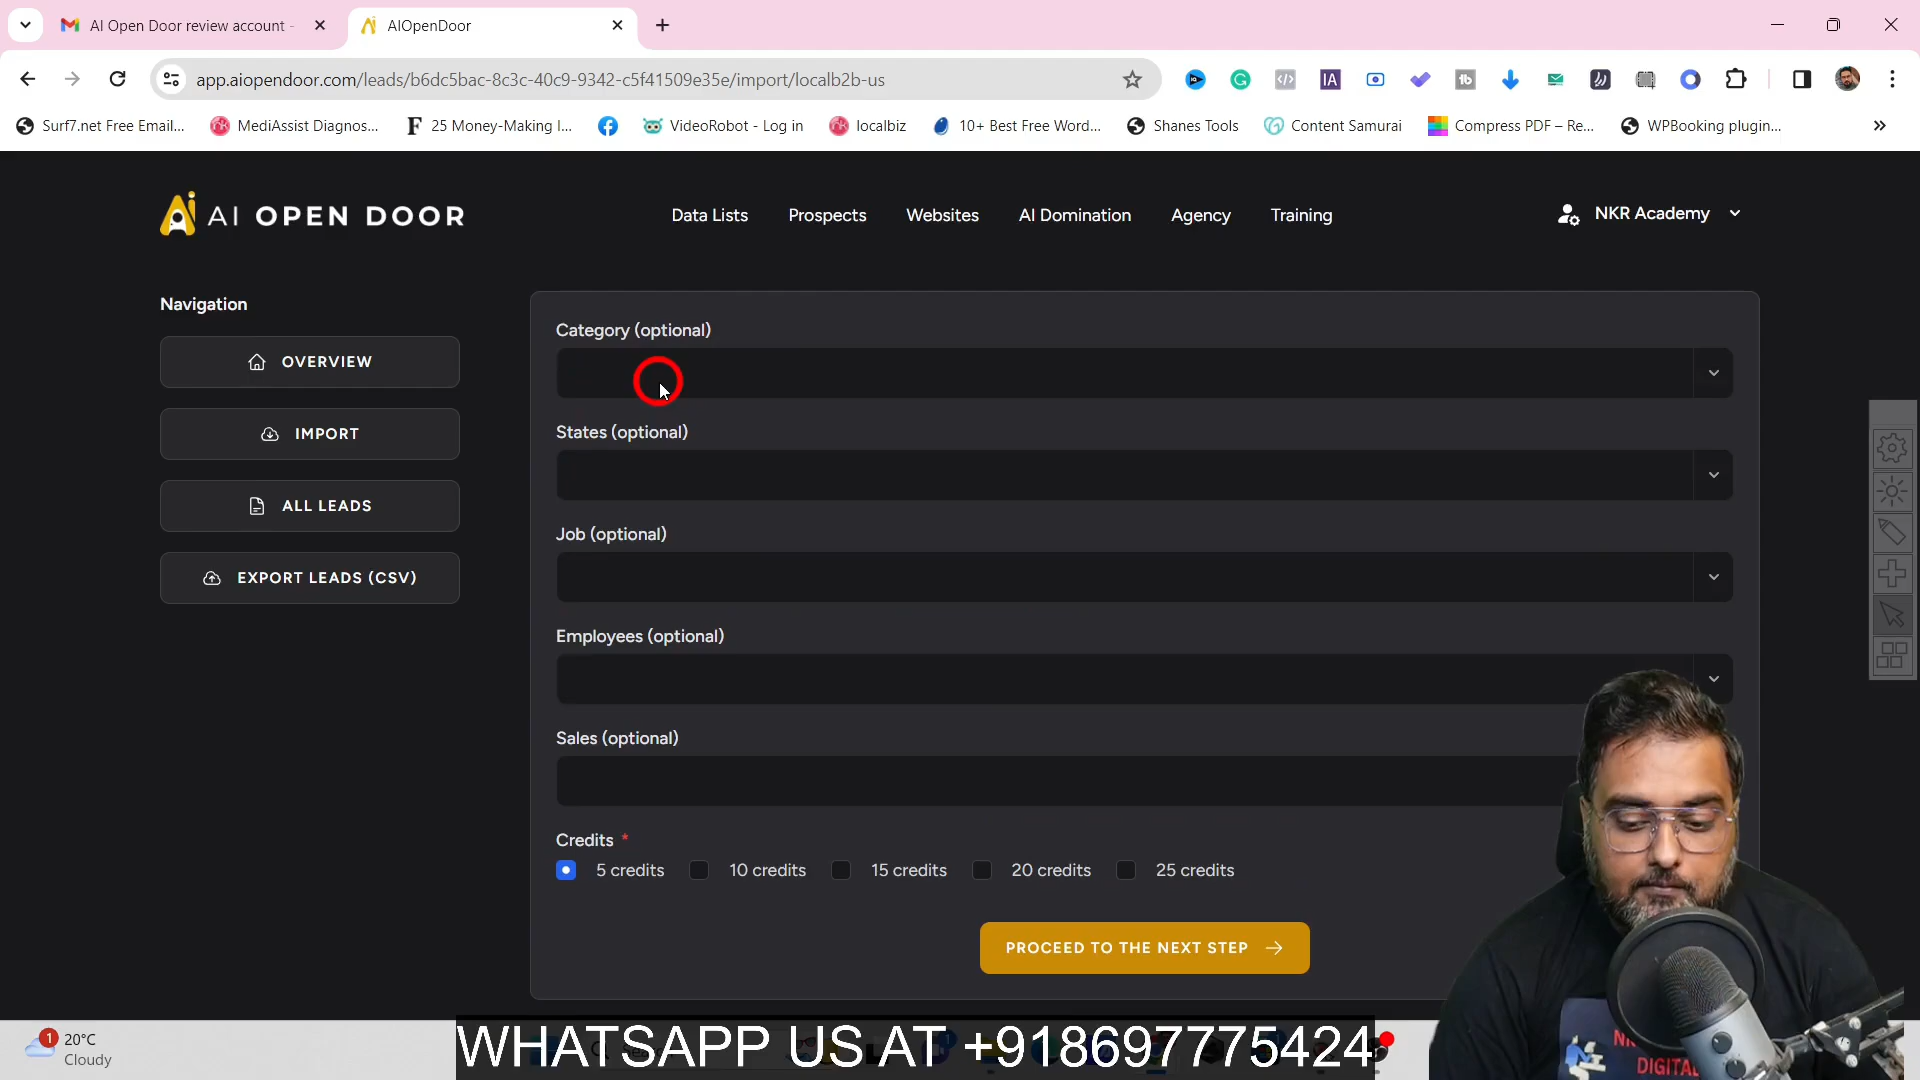 AI Open Door review account -
AIOpenDoor
app.aiopendoor.com/leads/b6dc5bac-8c3c-40c9-9342-c5f41509e35e/import/localb2b-us
IA
tb
Surf7.net Free Email...
MediAssist Diagnos...
25 Money-Making I...
VideoRobot - Log in
localbiz
10+ Best Free Word...
Shanes Tools
Content Samurai
Compress PDF – Re...
WPBooking plugin...
AI OPEN DOOR
Data Lists
Prospects
Websites
AI Domination
Agency
Training
NKR Academy
Navigation
OVERVIEW
IMPORT
ALL LEADS
EXPORT LEADS (CSV)
Category (optional)
States (optional)
Job (optional)
Employees (optional)
Sales (optional)
Credits *
5 credits
10 credits
15 credits
20 credits
25 credits
PROCEED TO THE NEXT STEP
1
20°C
Cloudy
WHATSAPP US AT +918697775424
DIGITAL